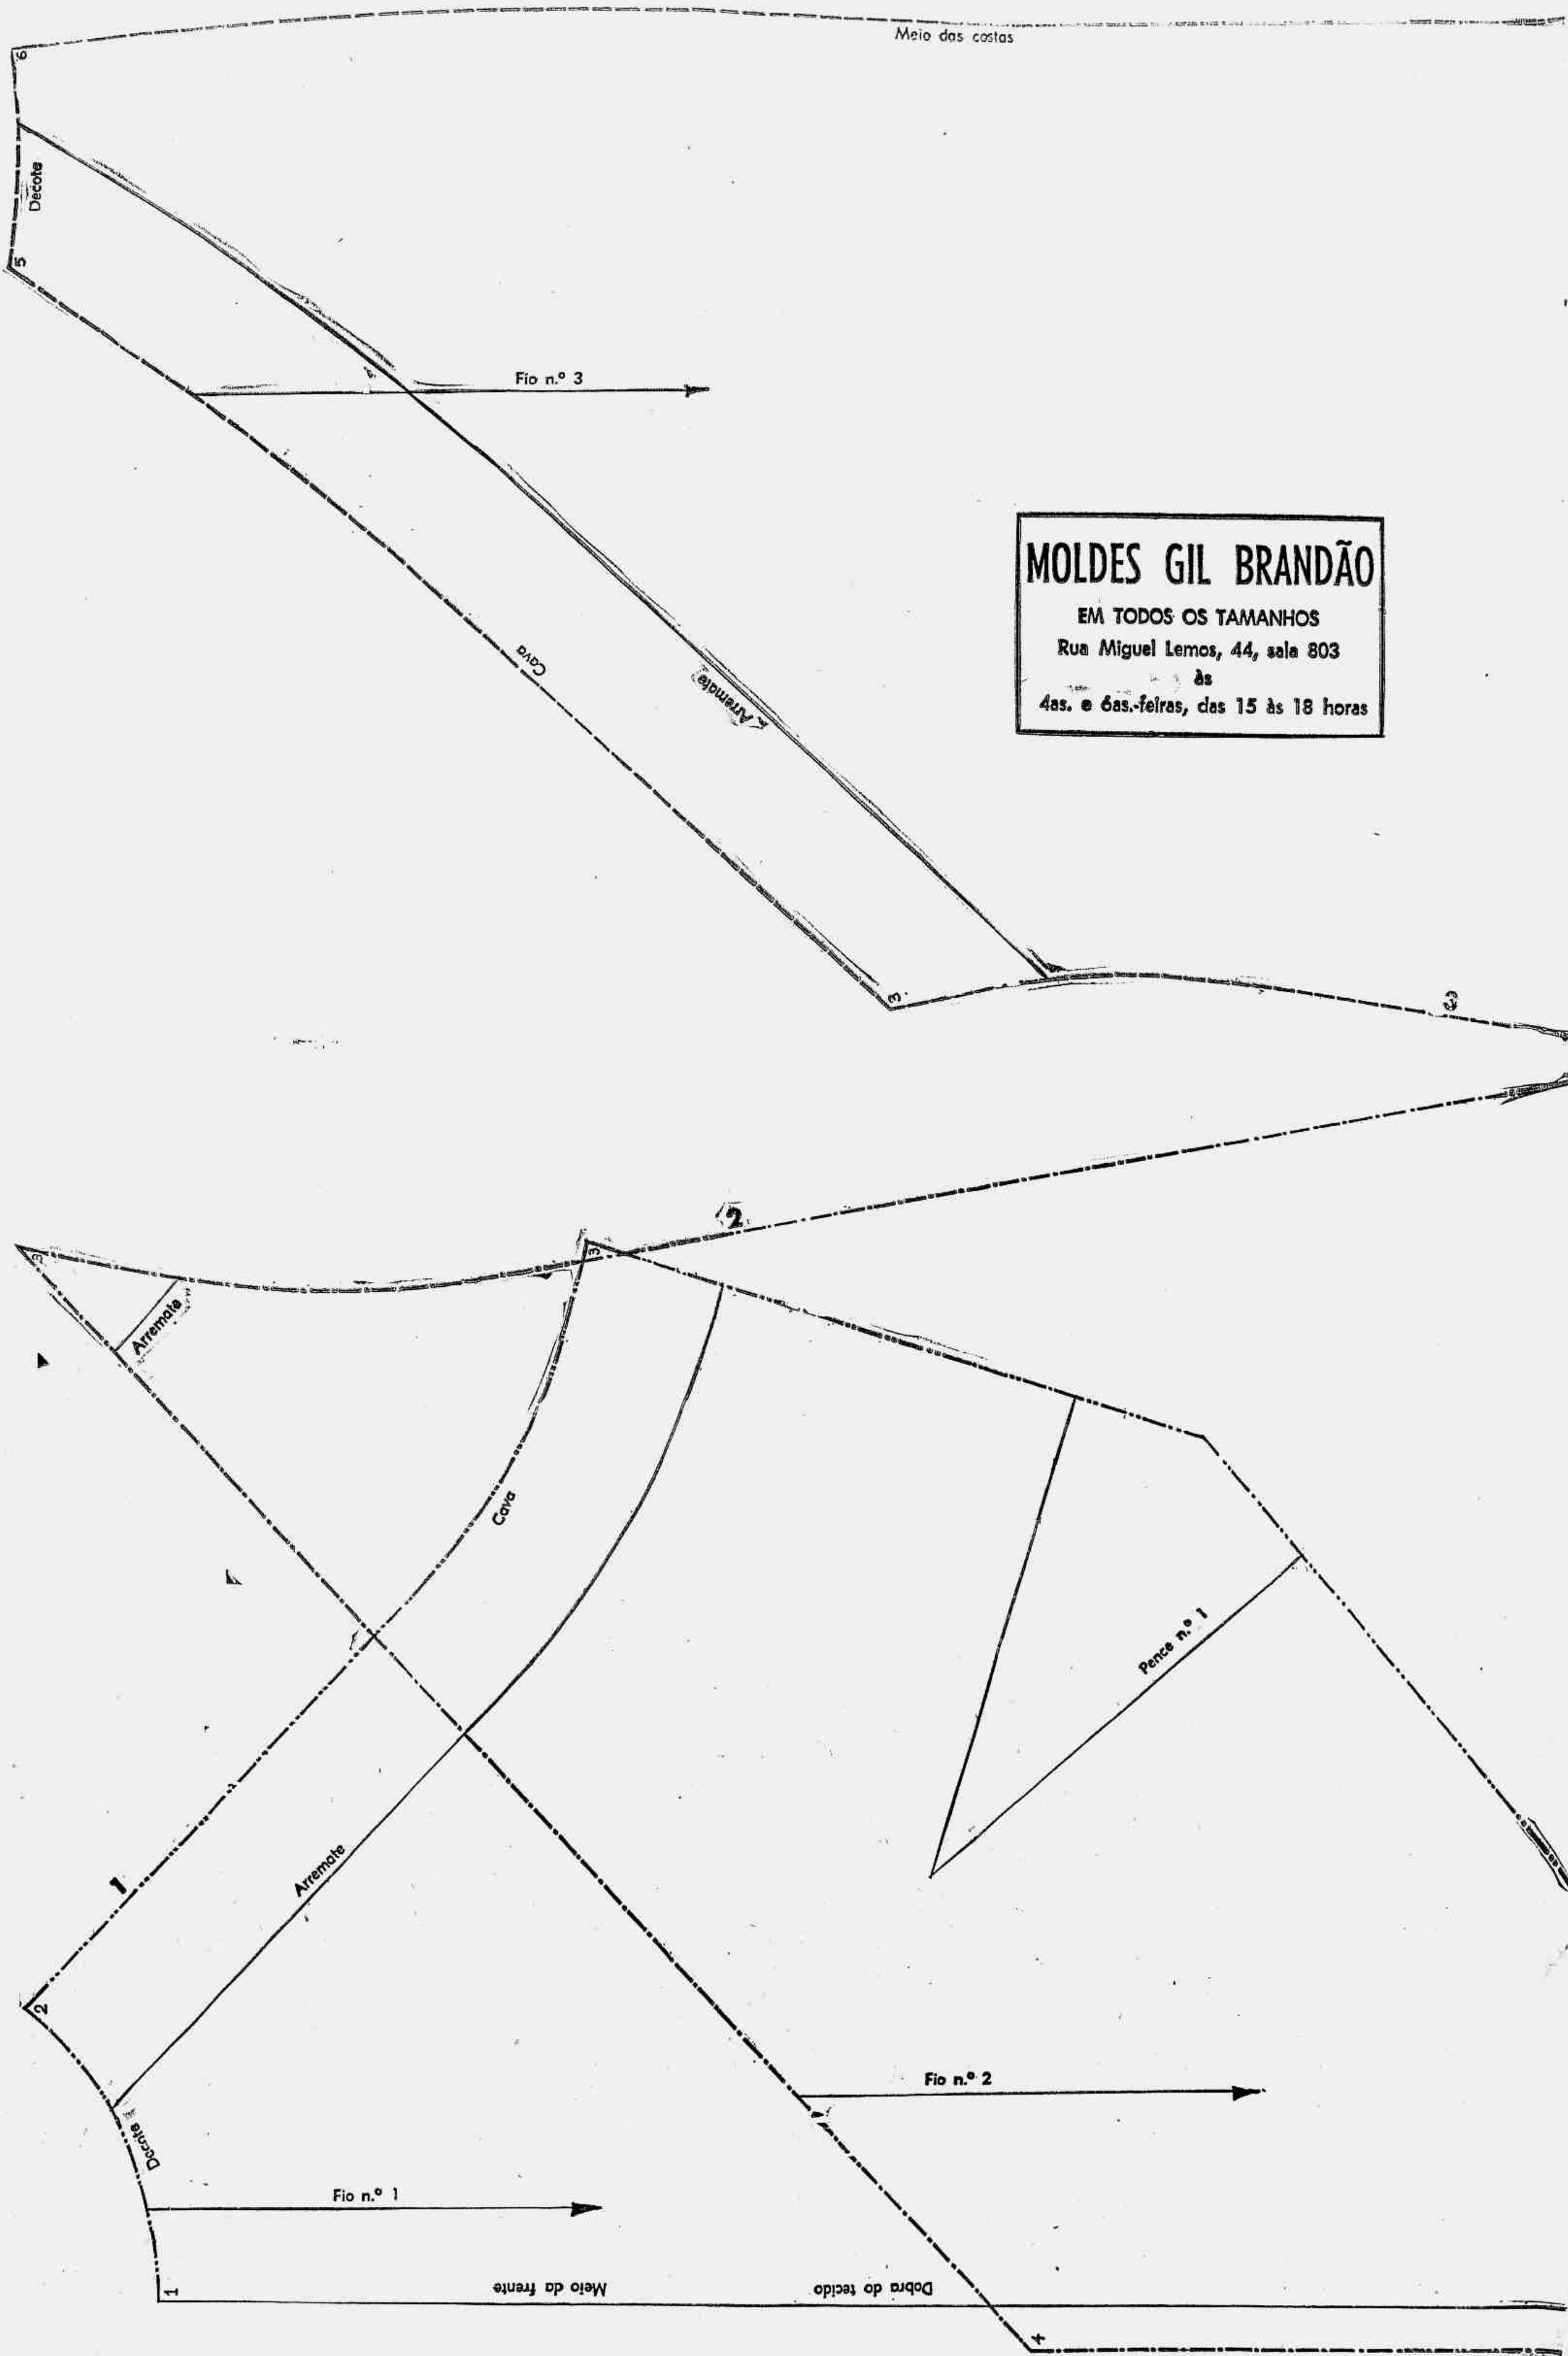 Meio das costas
6
Decote
5
Fio n.º 3
MOLDES GIL BRANDÃO
EM TODOS OS TAMANHOS
Rua Miguel Lemos, 44, sala 803
às
4as. e 6as.-feiras, das 15 às 18 horas
Cava
Arremate
3
3
2
3
3
Arremate
Cava
Pence n.º 1
1
Arremate
2
Fio n.º 2
Decote
Fio n.º 1
1
Meio da frente
Dobra do tecido
4